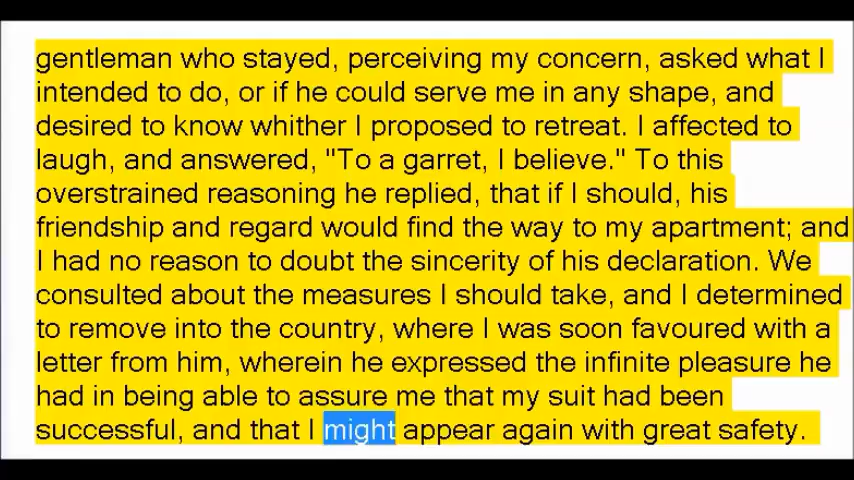 gentleman who stayed, perceiving my concern, asked what I
intended to do, or if he could serve me in any shape, and
desired to know whither I proposed to retreat. I affected to
laugh, and answered, "To a garret, I believe." To this
overstrained reasoning he replied, that if I should, his
friendship and regard would find the way to my apartment; and
I had no reason to doubt the sincerity of his declaration. We
consulted about the measures I should take, and I determined
to remove into the country, where I was soon favoured with a
letter from him, wherein he expressed the infinite pleasure he
had in being able to assure me that my suit had been
successful, and that I might appear again with great safety.